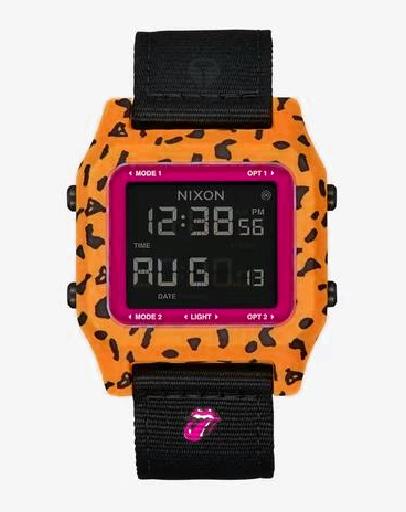 MODE 1 OPT 1
NIXON
12:38 56 PM
TIME
AUG 13
DATE
MODE 2 LIGHT OPT 2